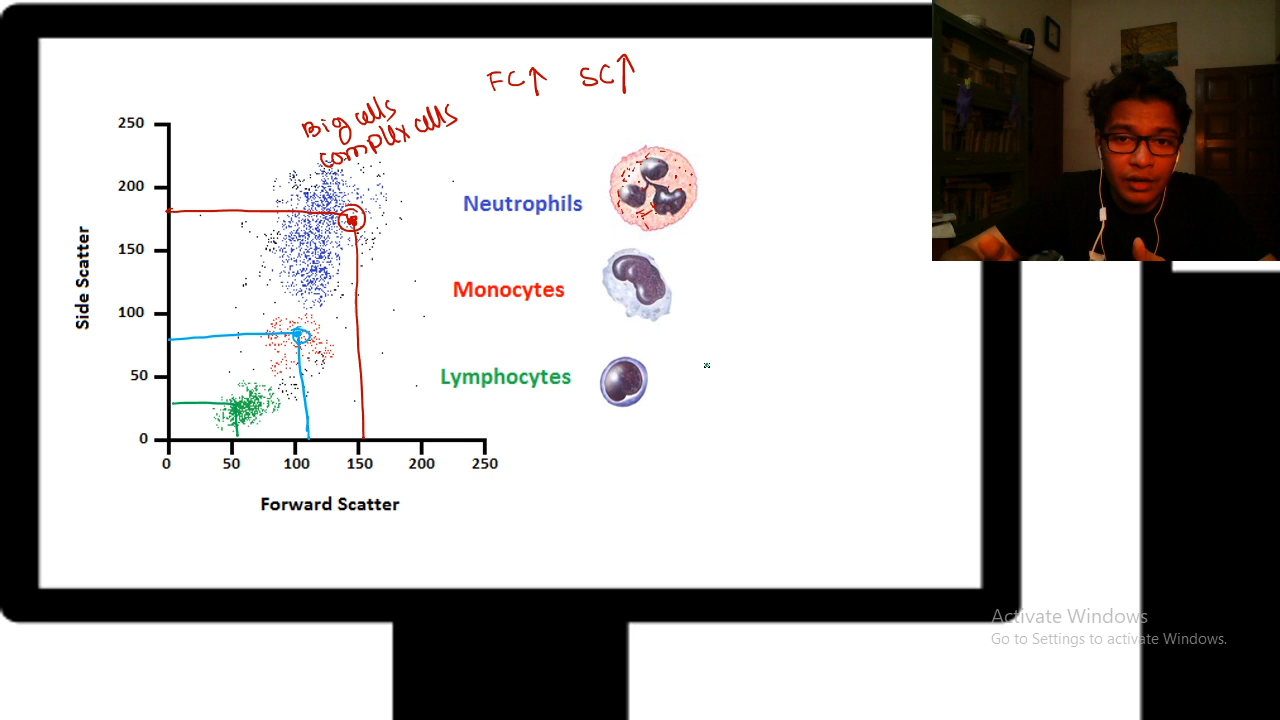 FC↑ SC↑
Big cells
complex cells
250
200
150
100
50
0
Side Scatter
0 50 100 150 200 250
Forward Scatter
Neutrophils
Monocytes
Lymphocytes
Activate Windows
Go to Settings to activate Windows.